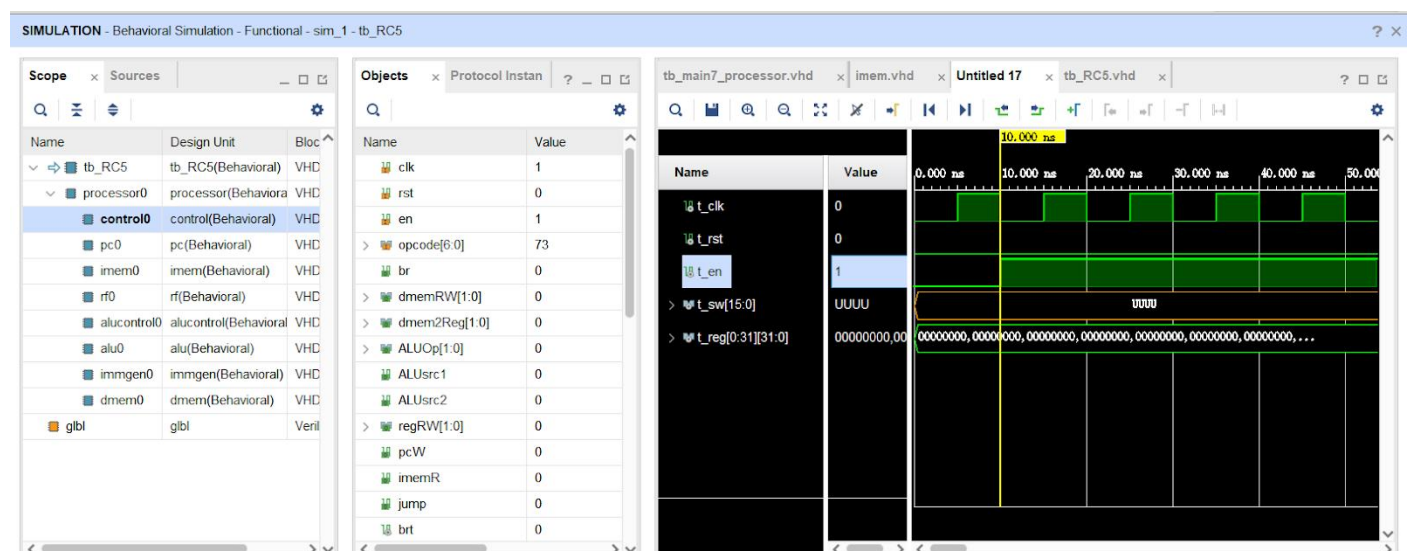 SIMULATION - Behavioral Simulation - Functional - sim_1 - tb_RC5
Scope Sources
Name Design Unit Bloc
tb_RC5 tb_RC5(Behavioral) VHD
processor0 processor(Behaviora VHD
control0 control(Behavioral) VHD
pc0 pc(Behavioral) VHD
imem0 imem(Behavioral) VHD
rf0 rf(Behavioral) VHD
alucontrol0 alucontrol(Behavioral VHD
alu0 alu(Behavioral) VHD
immgen0 immgen(Behavioral) VHD
dmem0 dmem(Behavioral) VHD
glbl glbl Veril
Objects Protocol Instan
Name Value
clk 1
rst 0
en 1
opcode[6:0] 73
br 0
dmemRW[1:0] 0
dmem2Reg[1:0] 0
ALUOp[1:0] 0
ALUsrc1 0
ALUsrc2 0
regRW[1:0] 0
pcW 0
imemR 0
jump 0
brt 0
tb_main7_processor.vhd imem.vhd Untitled 17 tb_RC5.vhd
10.000 ns
Name Value
0.000 ns 10.000 ns 20.000 ns 30.000 ns 40.000 ns 50.000
t_clk 0
t_rst 0
t_en 1
t_sw[15:0] UUUU UUUU
t_reg[0:31][31:0] 00000000,00 00000000,00000000,00000000,00000000,00000000,00000000,00000000,...